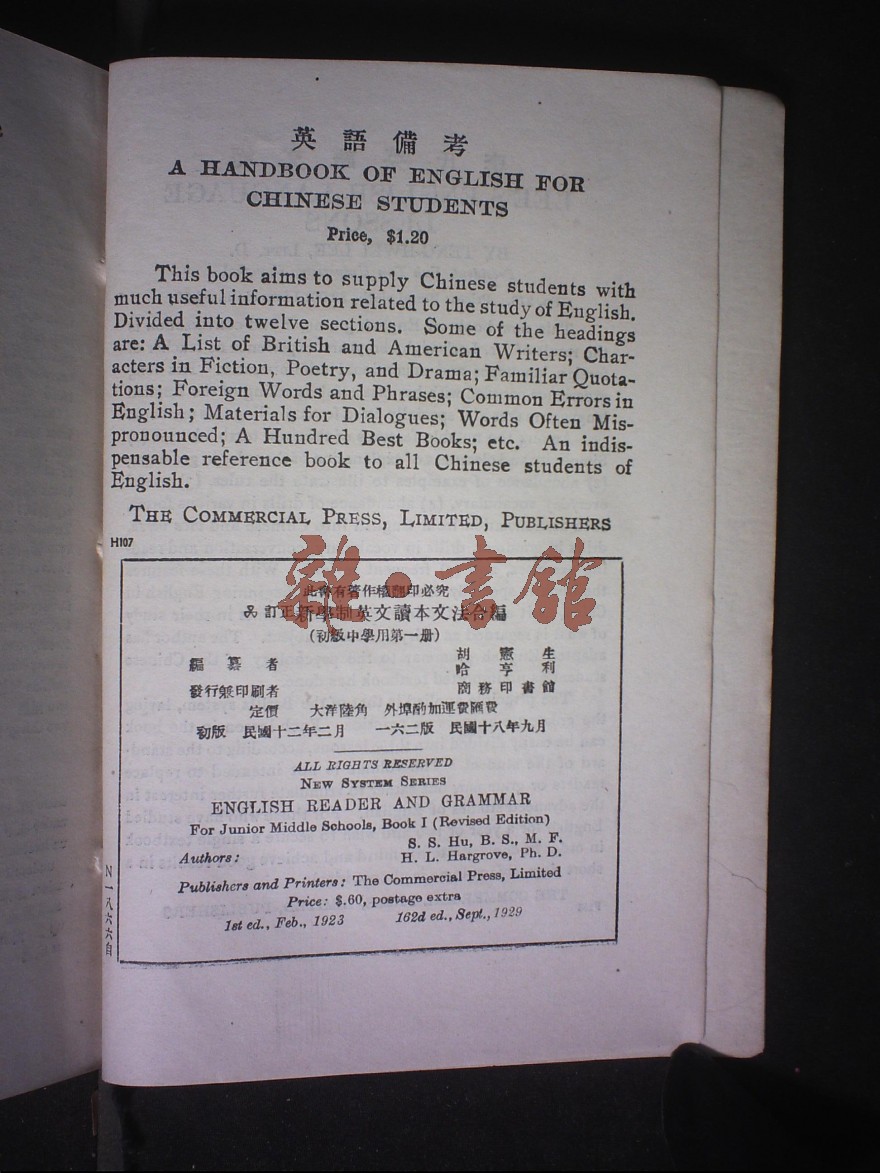 英語備考
A HANDBOOK OF ENGLISH FOR
CHINESE STUDENTS
Price, $1.20
This book aims to supply Chinese students with
much useful information related to the study of English.
Divided into twelve sections. Some of the headings
are: A List of British and American Writers; Char-
acters in Fiction, Poetry, and Drama; Familiar Quota-
tions; Foreign Words and Phrases; Common Errors in
English; Materials for Dialogues; Words Often Mis-
pronounced; A Hundred Best Books; etc. An indis-
pensable reference book to all Chinese students of
English.
THE COMMERCIAL PRESS, LIMITED, PUBLISHERS
H107
雜·書館
此書有著作權翻印必究
訂正新學制英文讀本文法合編
(初級中學用第一册)
編纂者 胡憲生
哈亨利
發行兼印刷者 商務印書館
定價 大洋陸角 外埠酌加運費匯費
初版 民國十二年二月 一六二版 民國十八年九月
ALL RIGHTS RESERVED
NEW SYSTEM SERIES
ENGLISH READER AND GRAMMAR
For Junior Middle Schools, Book I (Revised Edition)
Authors: S. S. Hu, B. S., M. F.
H. L. Hargrove, Ph. D.
Publishers and Printers: The Commercial Press, Limited
Price: $.60, postage extra
1st ed., Feb., 1923 162d ed., Sept., 1929
N一八六六自